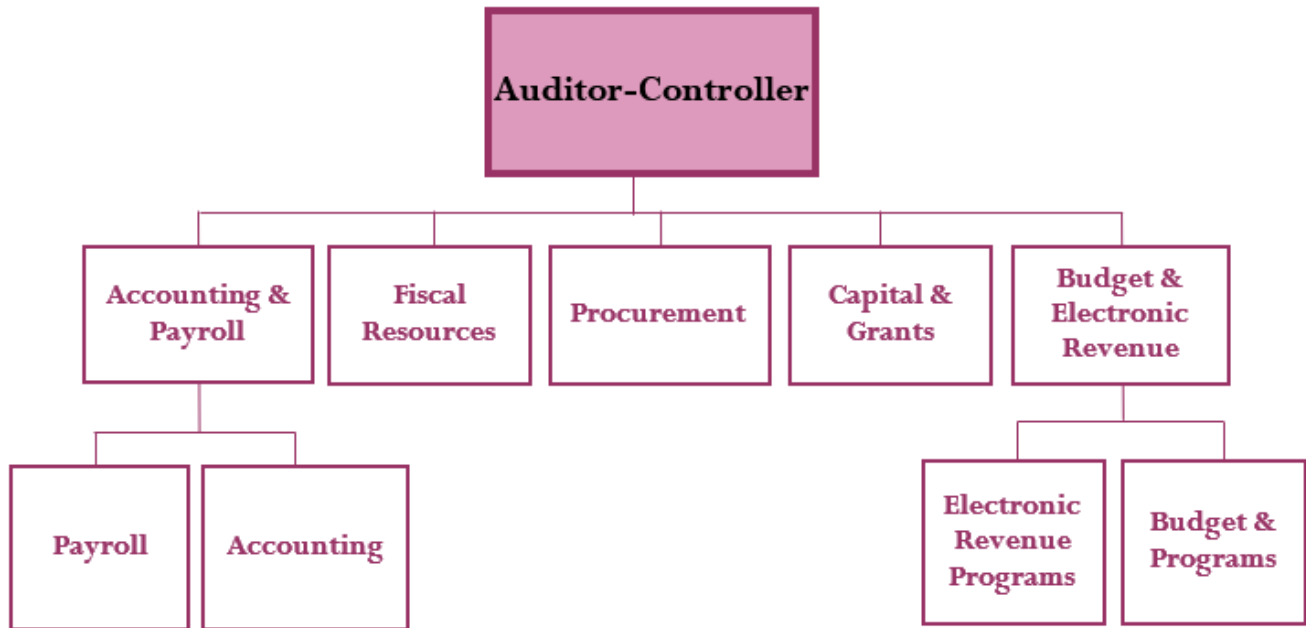 Auditor-Controller
Accounting &
Payroll
Fiscal
Resources
Procurement
Capital &
Grants
Budget &
Electronic
Revenue
Payroll
Accounting
Electronic
Revenue
Programs
Budget &
Programs